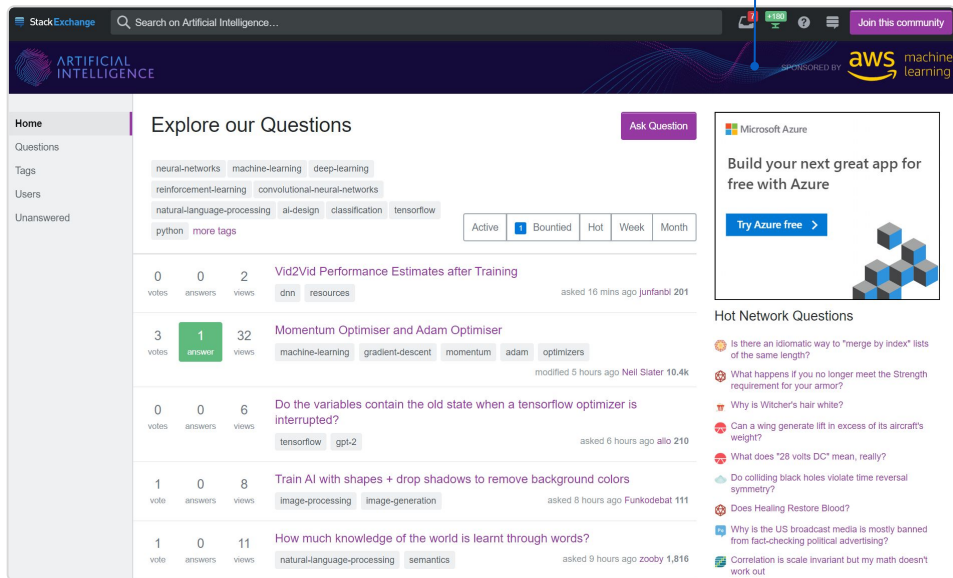 StackExchange
Search on Artificial Intelligence…
7
+180
Join this community
ARTIFICIAL
INTELLIGENCE
SPONSORED BY
aws machine
learning
Home
Questions
Tags
Users
Unanswered
Explore our Questions
Ask Question
neural-networks machine-learning deep-learning
reinforcement-learning convolutional-neural-networks
natural-language-processing ai-design classification tensorflow
python more tags
Active 1 Bountied Hot Week Month
0 0 2
votes answers views
Vid2Vid Performance Estimates after Training
dnn resources
asked 16 mins ago junfanbl 201
3 1 32
votes answer views
Momentum Optimiser and Adam Optimiser
machine-learning gradient-descent momentum adam optimizers
modified 5 hours ago Neil Slater 10.4k
0 0 6
votes answers views
Do the variables contain the old state when a tensorflow optimizer is
interrupted?
tensorflow gpt-2
asked 6 hours ago allo 210
1 0 8
vote answers views
Train AI with shapes + drop shadows to remove background colors
image-processing image-generation
asked 8 hours ago Funkodebat 111
1 0 11
vote answers views
How much knowledge of the world is learnt through words?
natural-language-processing semantics
asked 9 hours ago zooby 1,816
Microsoft Azure
Build your next great app for
free with Azure
Try Azure free
Hot Network Questions
Is there an idiomatic way to "merge by index" lists
of the same length?
What happens if you no longer meet the Strength
requirement for your armor?
Why is Witcher's hair white?
Can a wing generate lift in excess of its aircraft's
weight?
What does "28 volts DC" mean, really?
Do colliding black holes violate time reversal
symmetry?
Does Healing Restore Blood?
Why is the US broadcast media is mostly banned
from fact-checking political advertising?
Correlation is scale invariant but my math doesn't
work out